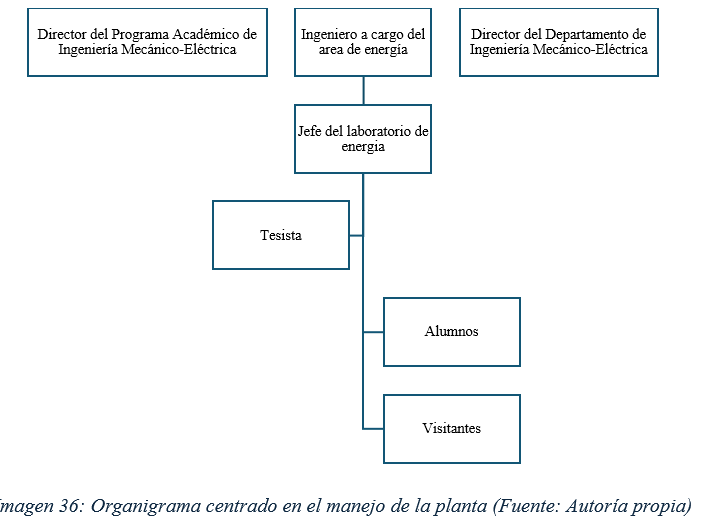 Director del Programa Académico de
Ingeniería Mecánico-Eléctrica
Ingeniero a cargo del
area de energía
Director del Departamento de
Ingeniería Mecánico-Eléctrica
Jefe del laboratorio de
energia
Tesista
Alumnos
Visitantes
magen 36: Organigrama centrado en el manejo de la planta (Fuente: Autoría propia)